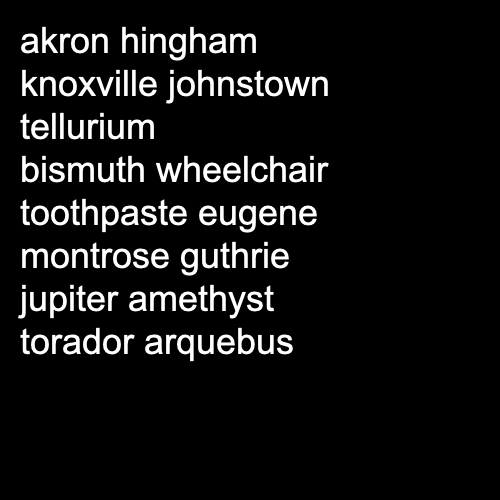 akron hingham
knoxville johnstown
tellurium
bismuth wheelchair
toothpaste eugene
montrose guthrie
jupiter amethyst
torador arquebus